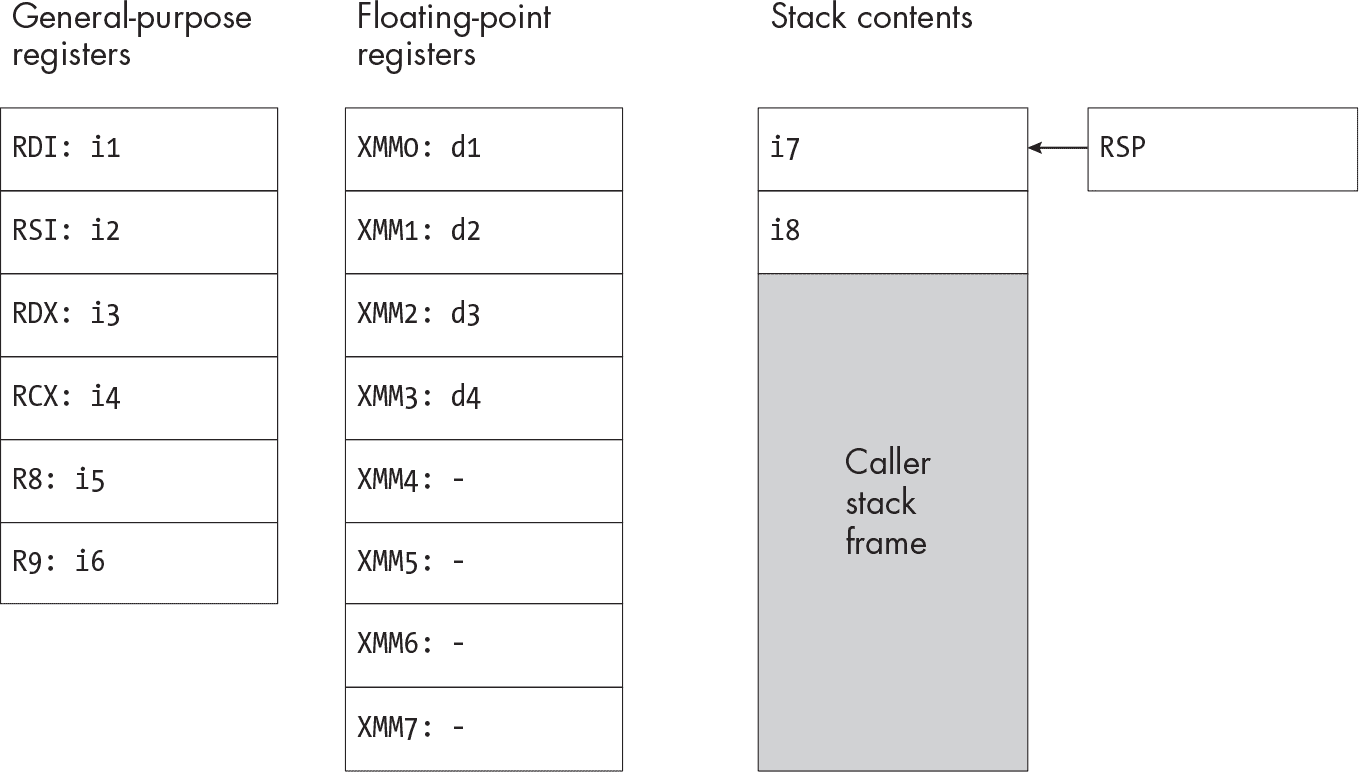 General-purpose
registers
RDI: i1
RSI: i2
RDX: i3
RCX: i4
R8: i5
R9: i6
Floating-point
registers
XMM0: d1
XMM1: d2
XMM2: d3
XMM3: d4
XMM4: -
XMM5: -
XMM6: -
XMM7: -
Stack contents
i7
i8
Caller
stack
frame
RSP